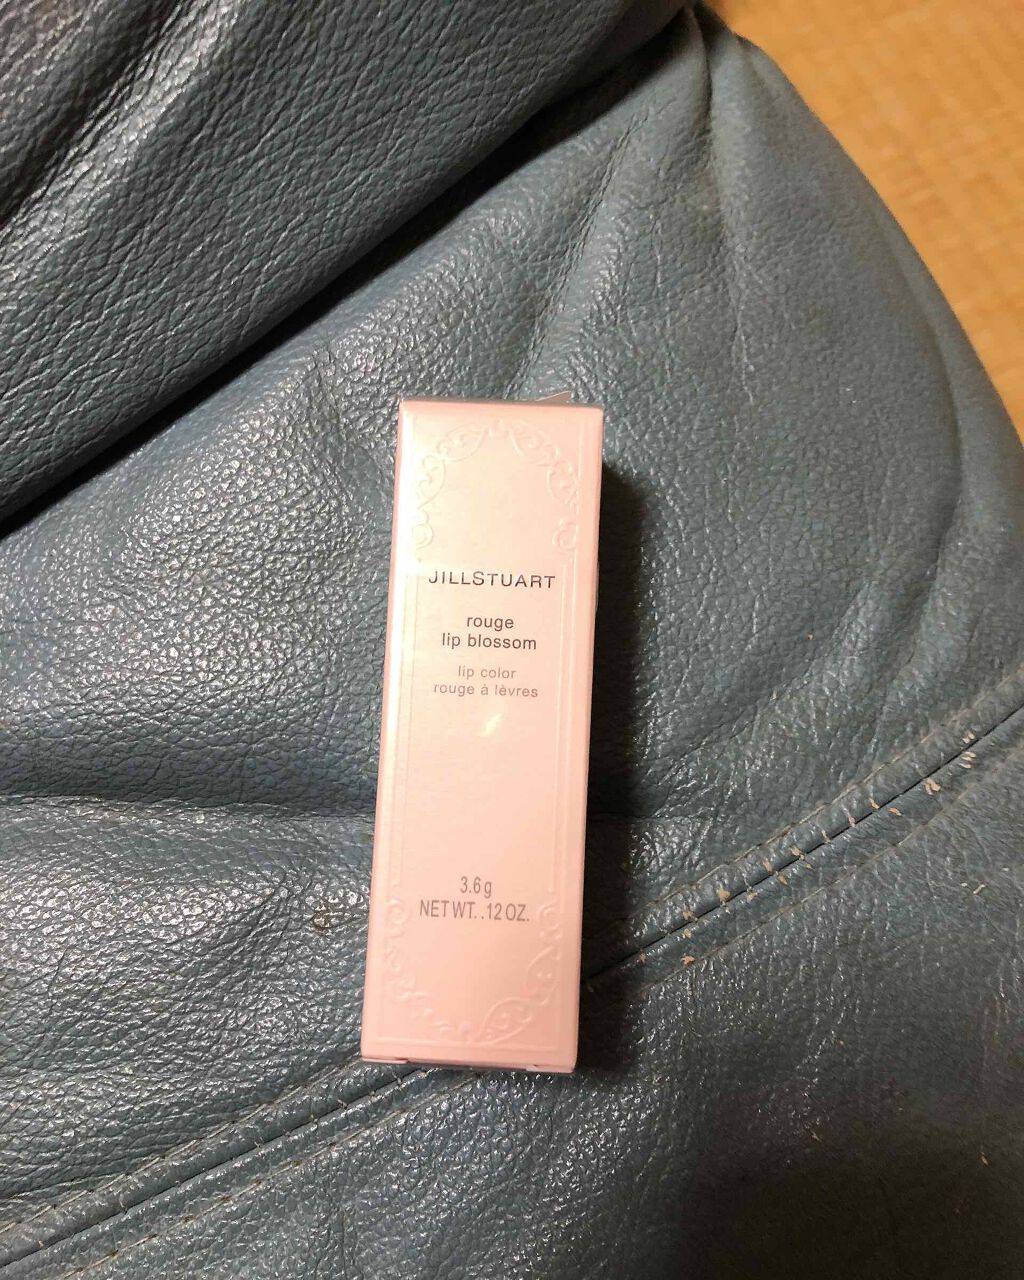 JILLSTUART
rouge
lip blossom
lip color
rouge à lèvres
3.6g
NET WT. .12 OZ.